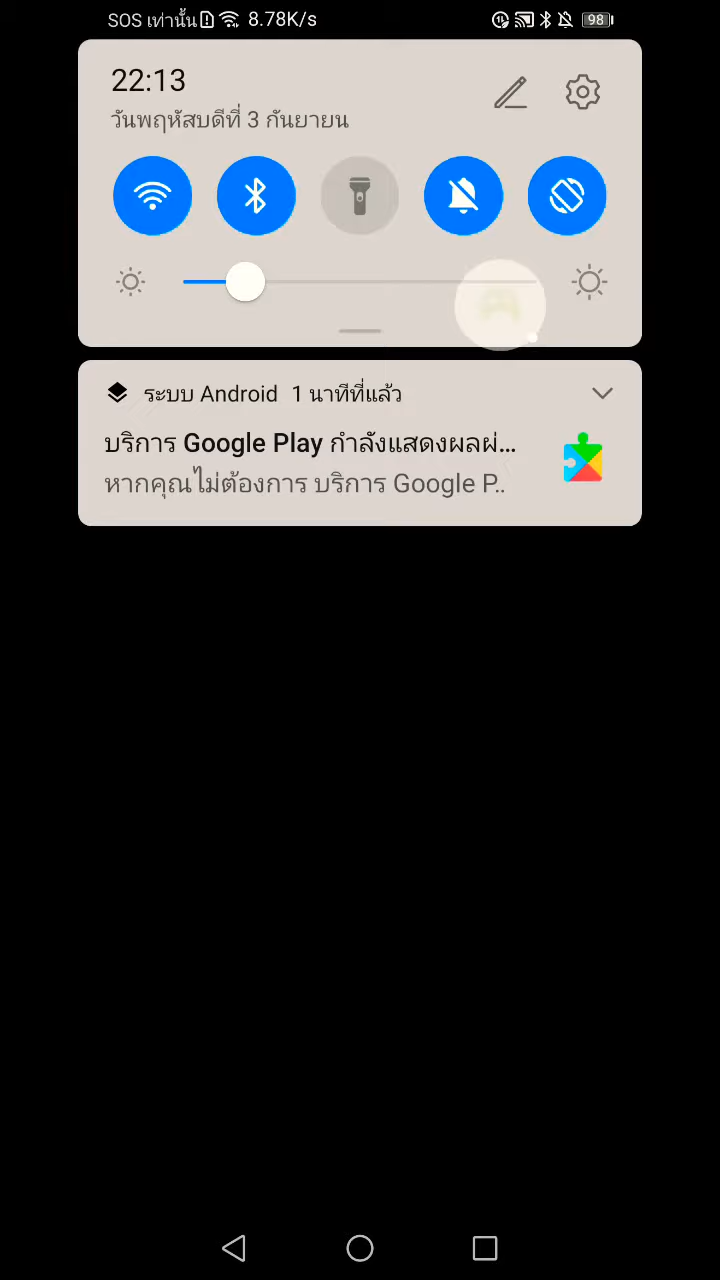 SOS เท่านั้น 8.78K/s 98
22:13
วันพฤหัสบดีที่ 3 กันยายน
ระบบ Android 1 นาทีที่แล้ว
บริการ Google Play กำลังแสดงผลผ่...
หากคุณไม่ต้องการ บริการ Google P..